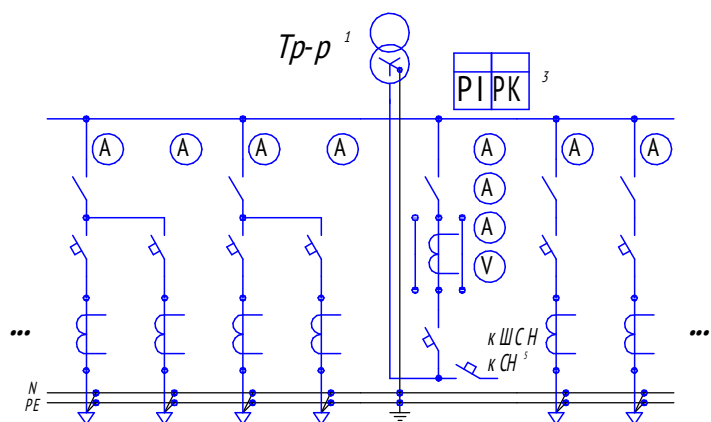 Тр-р 1
PI PK 3
A A A A A A A
A
A
V
... к ШСН ...
к СН 5
N
PE